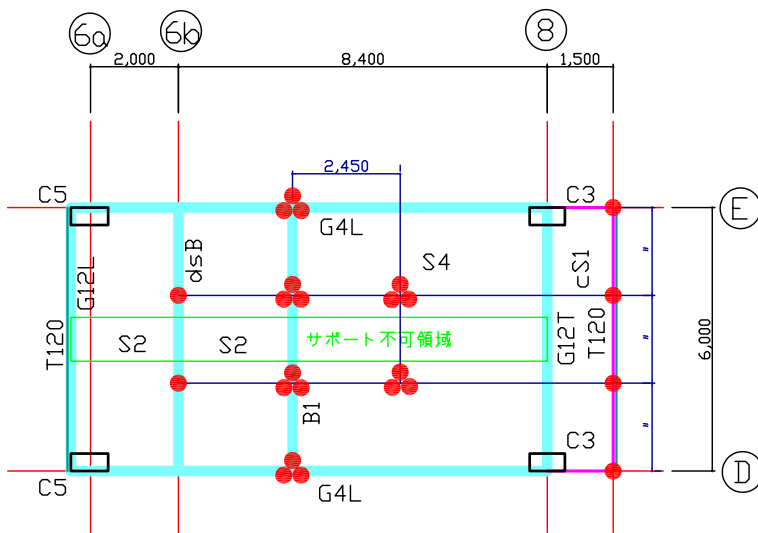 6a
6b
8
2,000
8,400
1,500
2,450
C5
C3
E
G4L
dsB
S4
cS1
G12L
"
T120
S2
S2
サポート不可領域
G12T
T120
"
6,000
B1
C3
"
C5
G4L
D